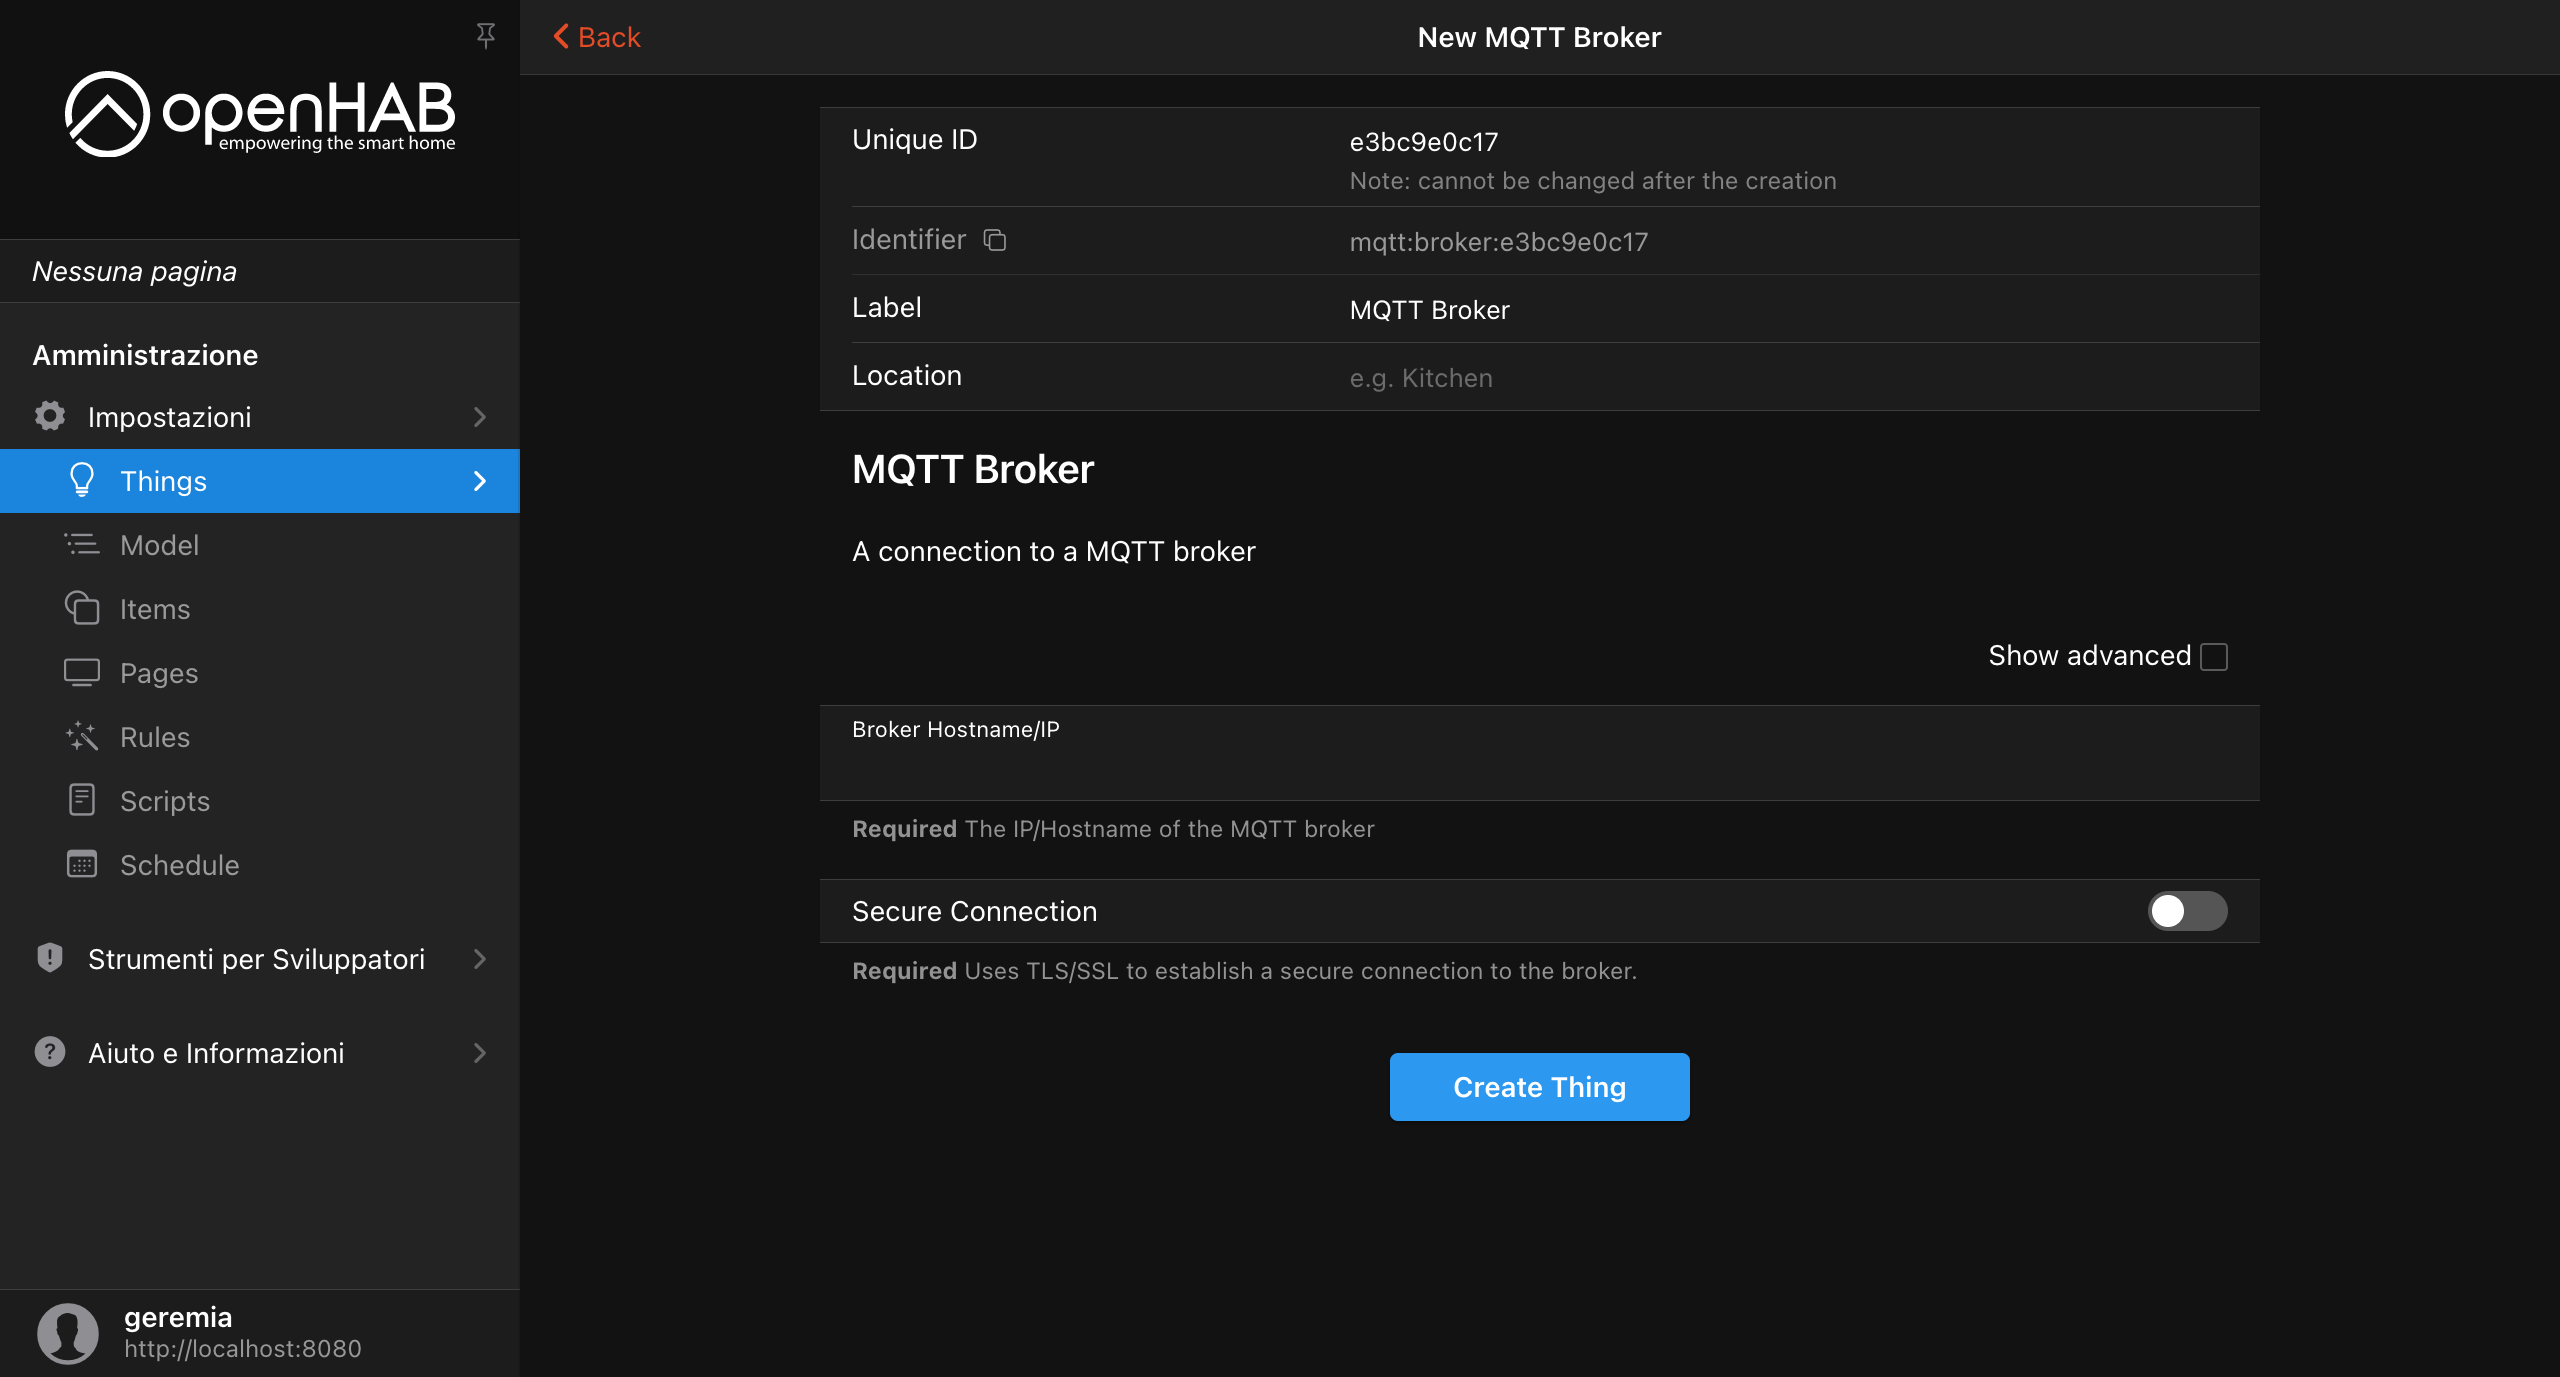 openHAB
empowering the smart home
Nessuna pagina
Amministrazione
Impostazioni
Things
Model
Items
Pages
Rules
Scripts
Schedule
Strumenti per Sviluppatori
Aiuto e Informazioni
geremia
http://localhost:8080
Back
New MQTT Broker
Unique ID
e3bc9e0c17
Note: cannot be changed after the creation
Identifier
mqtt:broker:e3bc9e0c17
Label
MQTT Broker
Location
e.g. Kitchen
MQTT Broker
A connection to a MQTT broker
Show advanced
Broker Hostname/IP
Required The IP/Hostname of the MQTT broker
Secure Connection
Required Uses TLS/SSL to establish a secure connection to the broker.
Create Thing